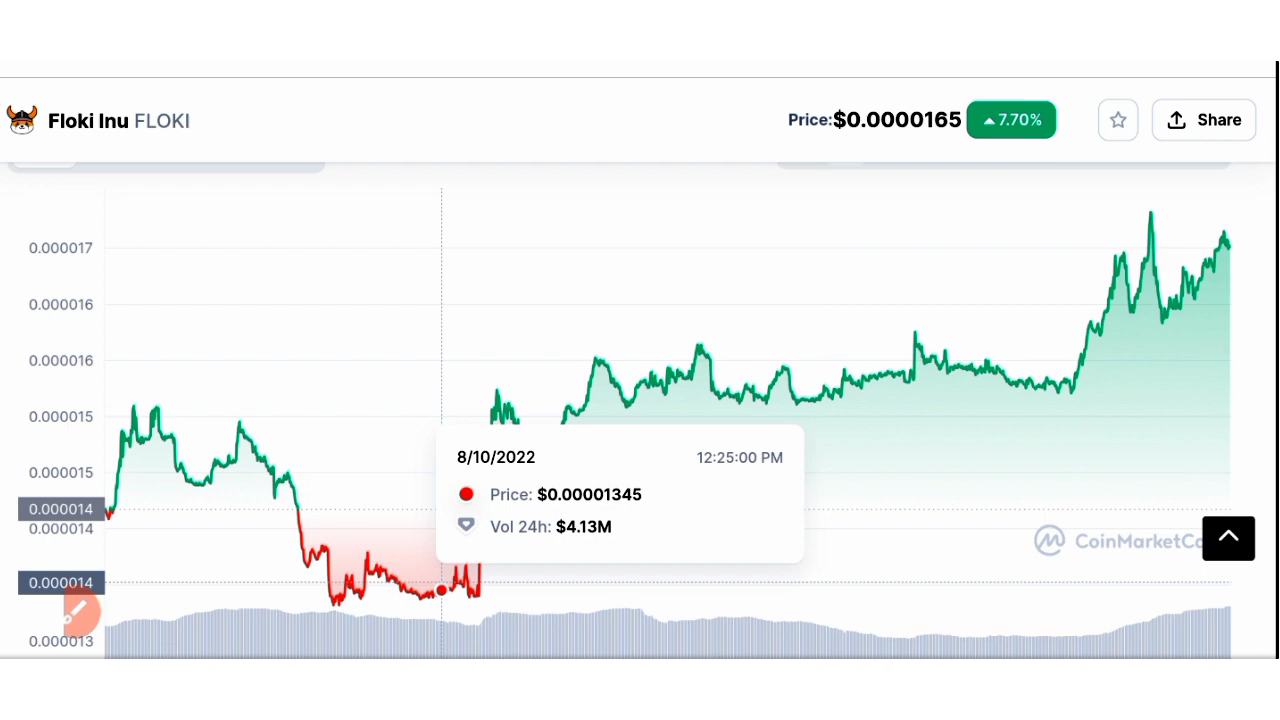 Floki Inu FLOKI
Price:$0.0000165 7.70% Share
0.000017
0.000016
0.000016
0.000015
0.000015
0.000014
0.000014
0.000014
0.000013
8/10/2022 12:25:00 PM
Price: $0.00001345
Vol 24h: $4.13M
CoinMarketC